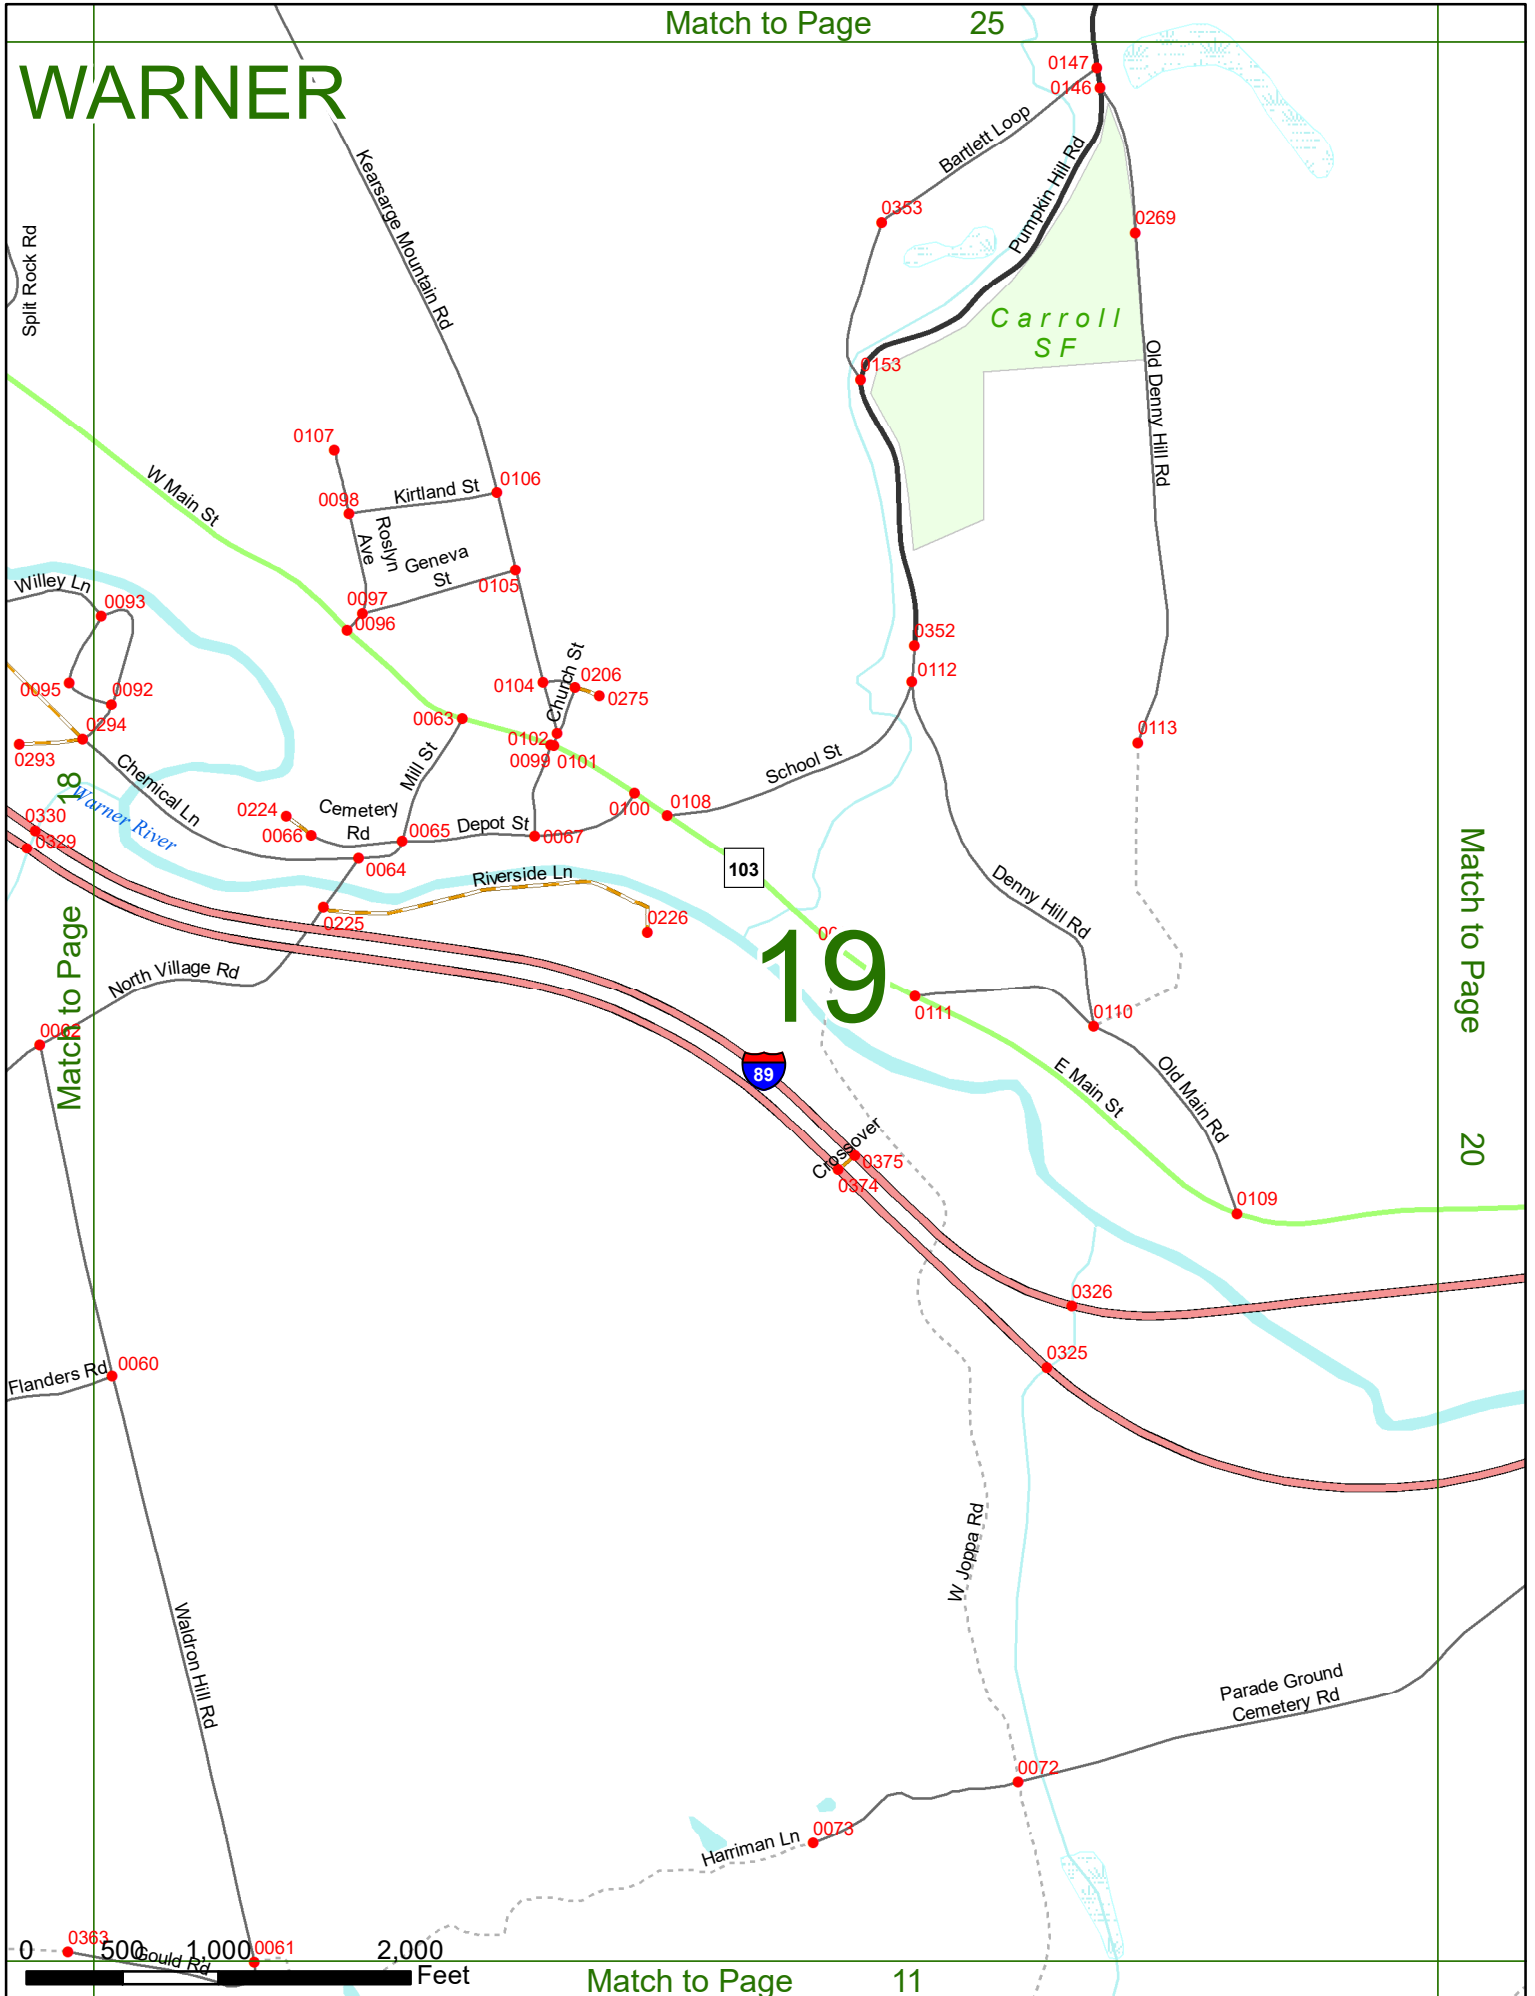 Match to Page 25
WARNER
0147
0146
Bartlett Loop
Pumpkin Hill Rd
Kearsarge Mountain Rd
0353
0269
Split Rock Rd
Carroll
SF
0153
Old Denny Hill Rd
0107
0106
Kirtland St
0098
W Main St
Roslyn
Ave
Geneva
St
0105
Willey Ln
0093
0097
0096
0352
0112
Church St
0206
0104
0275
0095
0092
0063
0294
0102
0293
0099
0101
0113
Mill St
School St
Chemical Ln
18
Match to Page
Warner River
0224
Cemetery
Rd
0100
0108
0330
0066
0065
Depot St
0067
0329
0064
103
Riverside Ln
Denny Hill Rd
0225
0226
Match to Page
20
19
North Village Rd
0111
0110
0062
E Main St
Old Main Rd
89
Crossover
0375
0374
0109
0326
0325
0060
Flanders Rd
W Joppa Rd
Waldron Hill Rd
Parade Ground
Cemetery Rd
0072
0073
Harriman Ln
0363
0061
Gould Rd
0 500 1,000 2,000
Feet
Match to Page 11